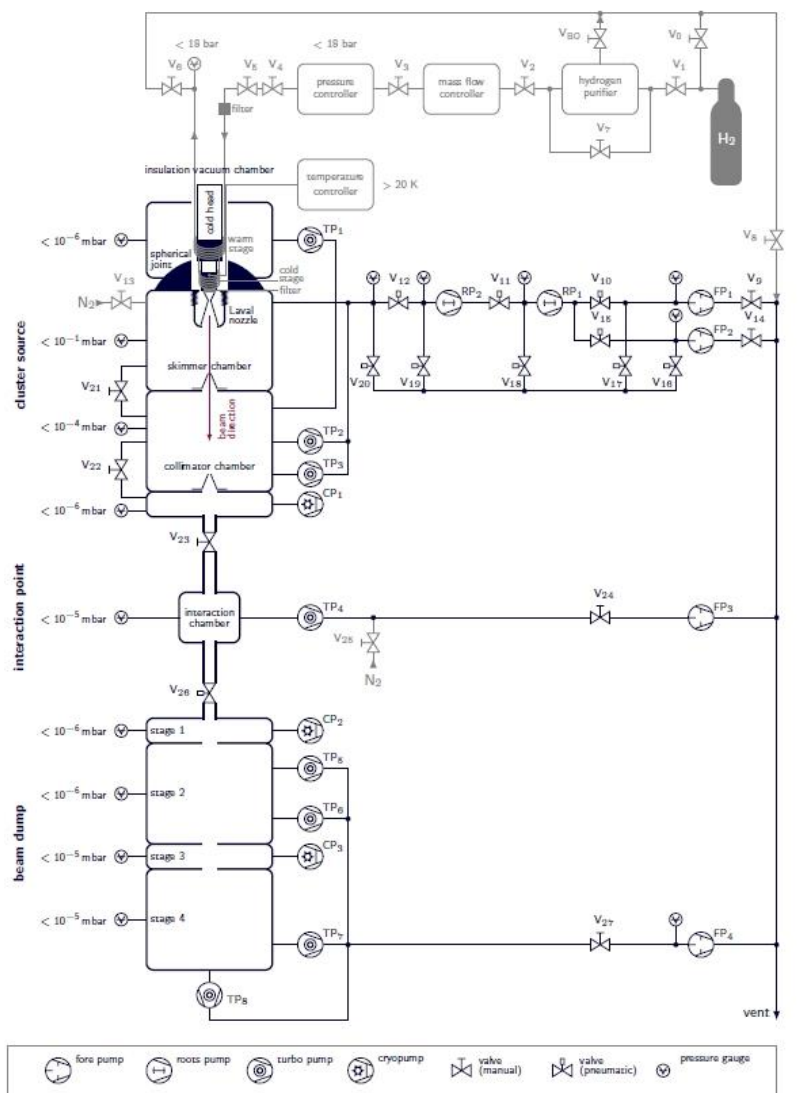 < 18 bar
< 18 bar
V₆
V₅
V₄
pressure
controller
V₃
mass flow
controller
V₂
V_BO
hydrogen
purifier
V₀
V₁
V₇
H₂
filter
insulation vacuum chamber
cold head
temperature
controller
> 20 K
warm
stage
spherical
joint
cold
stage
filter
< 10⁻⁶ mbar
TP₁
V₈
N₂
V₁₃
Laval
nozzle
V₁₂
RP₂
V₁₁
RP₁
V₁₀
V₁₅
FP₁
V₉
FP₂
V₁₄
V₂₀
V₁₉
V₁₈
V₁₇
V₁₆
cluster source
< 10⁻¹ mbar
skimmer chamber
V₂₁
< 10⁻⁴ mbar
beam
direction
TP₂
V₂₂
collimator chamber
TP₃
< 10⁻⁶ mbar
CP₁
V₂₃
interaction point
< 10⁻⁵ mbar
interaction
chamber
TP₄
V₂₅
N₂
V₂₄
FP₃
V₂₆
beam dump
< 10⁻⁶ mbar
stage 1
CP₂
TP₅
< 10⁻⁶ mbar
stage 2
TP₆
< 10⁻⁵ mbar
stage 3
CP₃
< 10⁻⁵ mbar
stage 4
TP₇
V₂₇
FP₄
TP₈
vent
fore pump
roots pump
turbo pump
cryopump
valve
(manual)
valve
(pneumatic)
pressure gauge